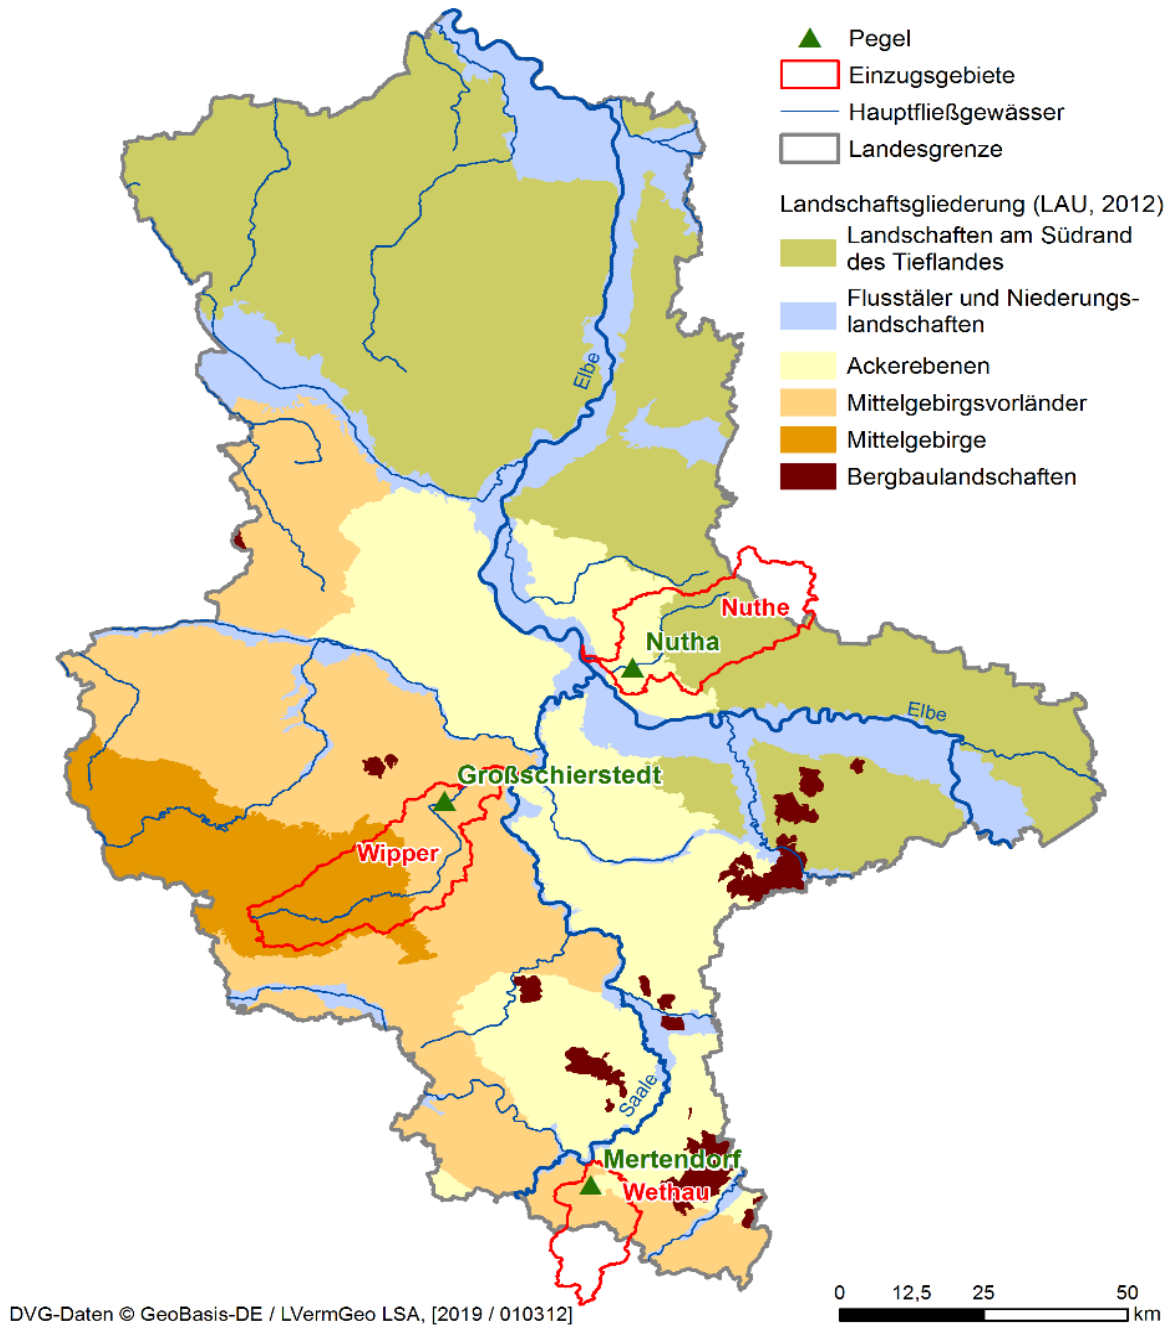 Pegel
Einzugsgebiete
Hauptfließgewässer
Landesgrenze
Landschaftsgliederung (LAU, 2012)
Landschaften am Südrand
des Tieflandes
Flusstäler und Niederungs-
landschaften
Ackerebenen
Mittelgebirgsvorländer
Mittelgebirge
Bergbaulandschaften
Elbe
Nuthe
Nutha
Elbe
Großschierstedt
Wipper
Saale
Mertendorf
Wethau
0 12,5 25 50
km
DVG-Daten © GeoBasis-DE / LVermGeo LSA, [2019 / 010312]